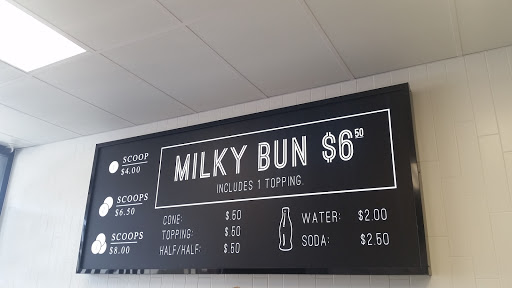 SCOOP
$4.00
SCOOPS
$6.50
SCOOPS
$8.00
MILKY BUN $6 50
INCLUDES 1 TOPPING.
CONE: $.50
TOPPING: $.50
HALF/HALF: $.50
WATER: $2.00
SODA: $2.50